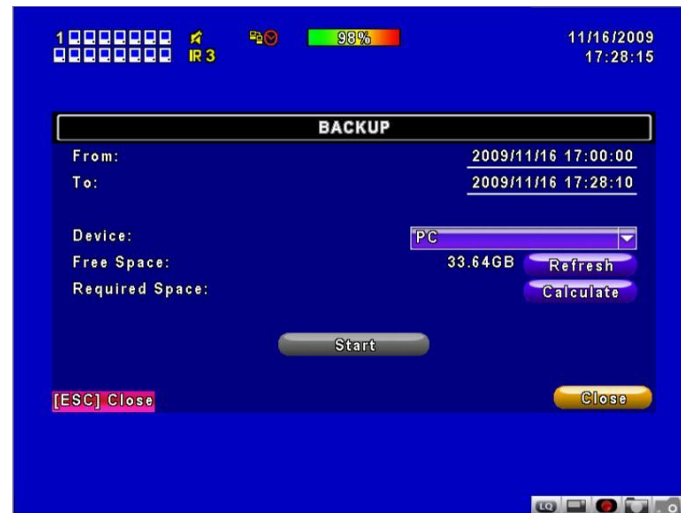 1 98% 11/16/2009
IR 3 17:28:15
BACKUP
From: 2009/11/16 17:00:00
To: 2009/11/16 17:28:10
Device: PC
Free Space: 33.64GB Refresh
Required Space: Calculate
Start
[ESC] Close Close
LQ